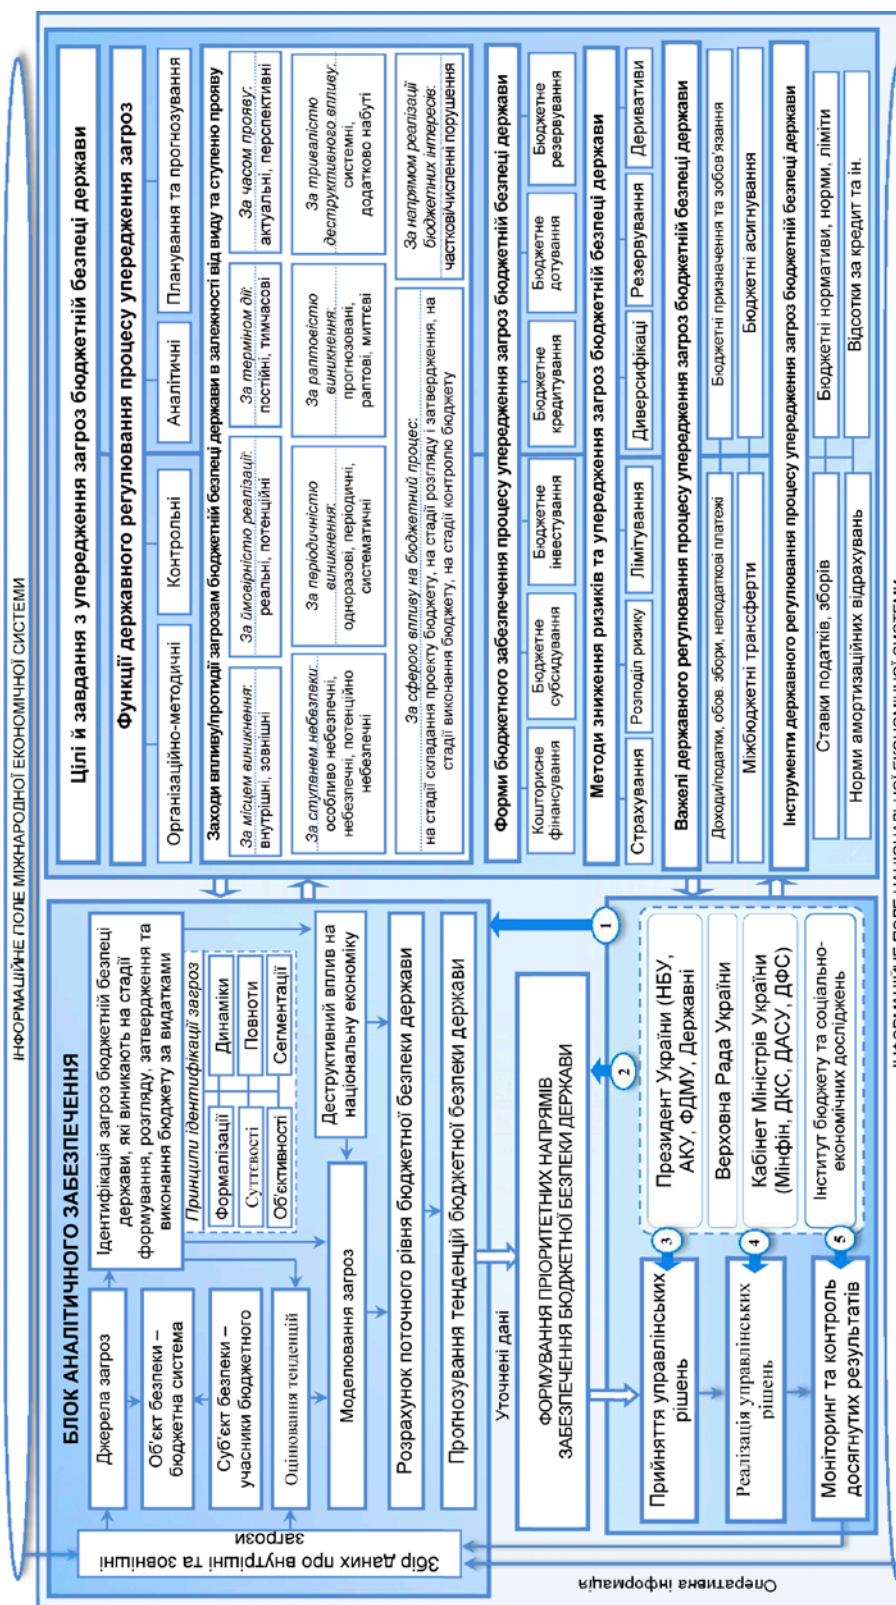 ІНФОРМАЦІЙНЕ ПОЛЕ МІЖНАРОДНОЇ ЕКОНОМІЧНОЇ СИСТЕМИ
БЛОК АНАЛІТИЧНОГО ЗАБЕЗПЕЧЕННЯ
Збір даних про внутрішні та зовнішні
загрози
Джерела загроз
Об'єкт безпеки –
бюджетна система
Суб'єкт безпеки –
учасники бюджетного
Оцінювання тенденцій
Ідентифікація загроз бюджетній безпеці
держави, які виникають на стадії
формування, розгляду, затвердження та
виконання бюджету за видатками
Принципи ідентифікації загроз
Формалізації
Динаміки
Суттєвості
Повноти
Об'єктивності
Сегментації
Моделювання загроз
Деструктивний вплив на
національну економіку
Розрахунок поточного рівня бюджетної безпеки держави
Прогнозування тенденцій бюджетної безпеки держави
Уточнені дані
ФОРМУВАННЯ ПРІОРИТЕТНИХ НАПРЯМІВ
ЗАБЕЗПЕЧЕННЯ БЮДЖЕТНОЇ БЕЗПЕКИ ДЕРЖАВИ
1
2
3
4
5
Прийняття управлінських
рішень
Реалізація управлінських
рішень
Моніторинг та контроль
досягнутих результатів
Президент України (НБУ,
АКУ, ФДМУ, Державні
Верховна Рада України
Кабінет Міністрів України
(Мінфін, ДКС, ДАСУ, ДФС)
Інститут бюджету та соціально-
економічних досліджень
Оперативна інформація
Цілі й завдання з упередження загроз бюджетній безпеці держави
Функції державного регулювання процесу упередження загроз
Організаційно-методичні
Контрольні
Аналітичні
Планування та прогнозування
Заходи впливу/протидії загрозам бюджетній безпеці держави в залежності від виду та ступеню прояву
За місцем виникнення:
внутрішні, зовнішні
За ймовірністю реалізації:
реальні, потенційні
За терміном дії:
постійні, тимчасові
За часом прояву:
актуальні, перспективні
За ступанем небезпеки:
особливо небезпечні,
небезпечні, потенційно
небезпечні
За періодичністю
виникнення:
одноразові, періодичні,
систематичні
За раптовістю
виникнення:
прогнозовані,
раптові, миттєві
За тривалістю
деструктивного впливу:
системні,
додатково набуті
За сферою впливу на бюджетний процес:
на стадії складання проекту бюджету, на стадії розгляду і затвердження, на
стадії виконання бюджету, на стадії контролю бюджету
За напрямом реалізації
бюджетних інтересів:
часткові/численні порушення
Форми бюджетного забезпечення процесу упередження загроз бюджетній безпеці держави
Кошторисне
фінансування
Бюджетне
субсидування
Бюджетне
інвестування
Бюджетне
кредитування
Бюджетне
дотування
Бюджетне
резервування
Методи зниження ризиків та упередження загроз бюджетній безпеці держави
Страхування
Розподіл ризику
Лімітування
Диверсифікаці
Резервування
Деривативи
Важелі державного регулювання процесу упередження загроз бюджетній безпеці держави
Доходи/податки, обов. збори, неподаткові платежі
Бюджетні призначення та зобов'язання
Міжбюджетні трансферти
Бюджетні асигнування
Інструменти державного регулювання процесу упередження загроз бюджетній безпеці держави
Ставки податків, зборів
Бюджетні нормативи, норми, ліміти
Норми амортизаційних відрахувань
Відсотки за кредит та ін.